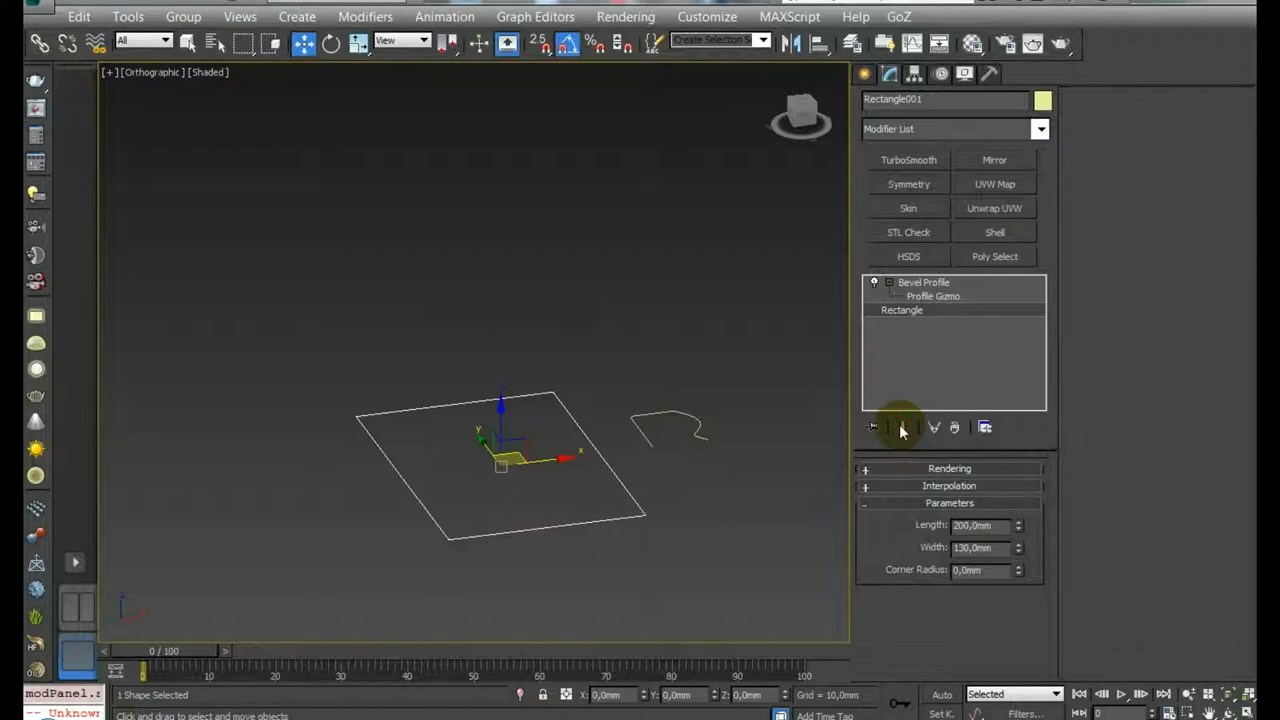 Edit Tools Group Views Create Modifiers Animation Graph Editors Rendering Customize MAXScript Help GoZ
All View 2.5 Create Selection S
[+] [Orthographic] [Shaded]
Rectangle001
Modifier List
TurboSmooth Mirror
Symmetry UVW Map
Skin Unwrap UVW
STL Check Shell
HSDS Poly Select
Bevel Profile
Profile Gizmo
Rectangle
y
x
+ Rendering
+ Interpolation
- Parameters
Length: 200,0mm
Width: 130,0mm
Corner Radius: 0,0mm
< 0 / 100 >
0 10 20 30 40 50 60 70 80 90 100
modPanel.s 1 Shape Selected X: 0,0mm Y: 0,0mm Z: 0,0mm Grid = 10,0mm Auto Selected
-- Unknown Click and drag to select and move objects Add Time Tag Set K. Filters... 0